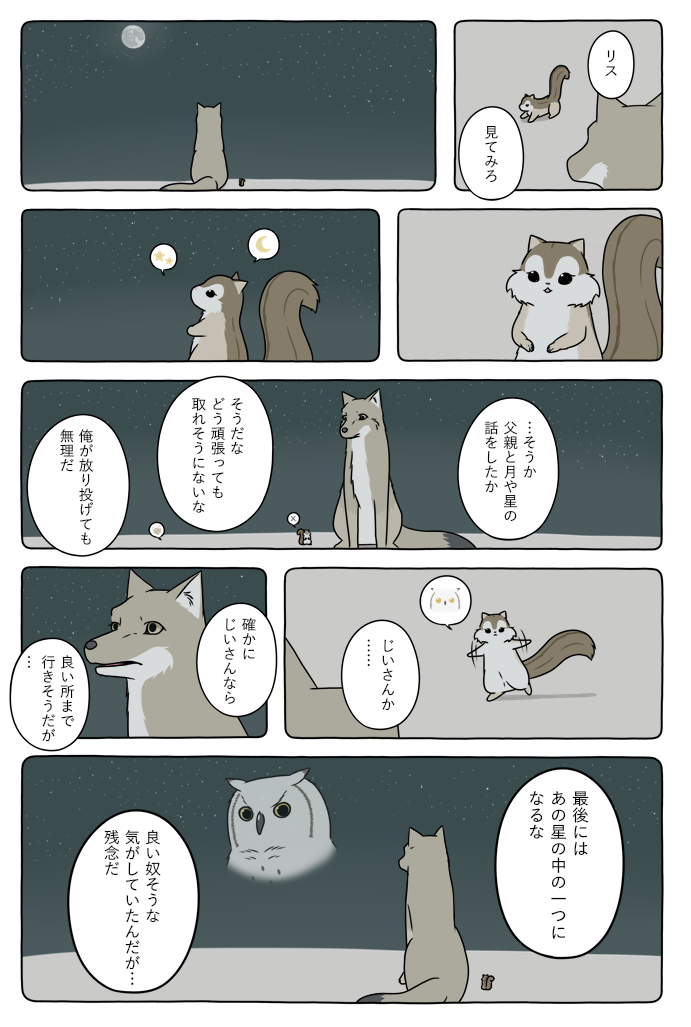 リス
見てみろ
…そうか
父親と月や星の
話をしたか
そうだな
どう頑張っても
取れそうにないな
俺が放り投げても
無理だ
じいさんか
……
確かに
じいさんなら
良い所まで
行きそうだが
…
最後には
あの星の中の一つに
なるな
良い奴そうな
気がしていたんだが…
残念だ